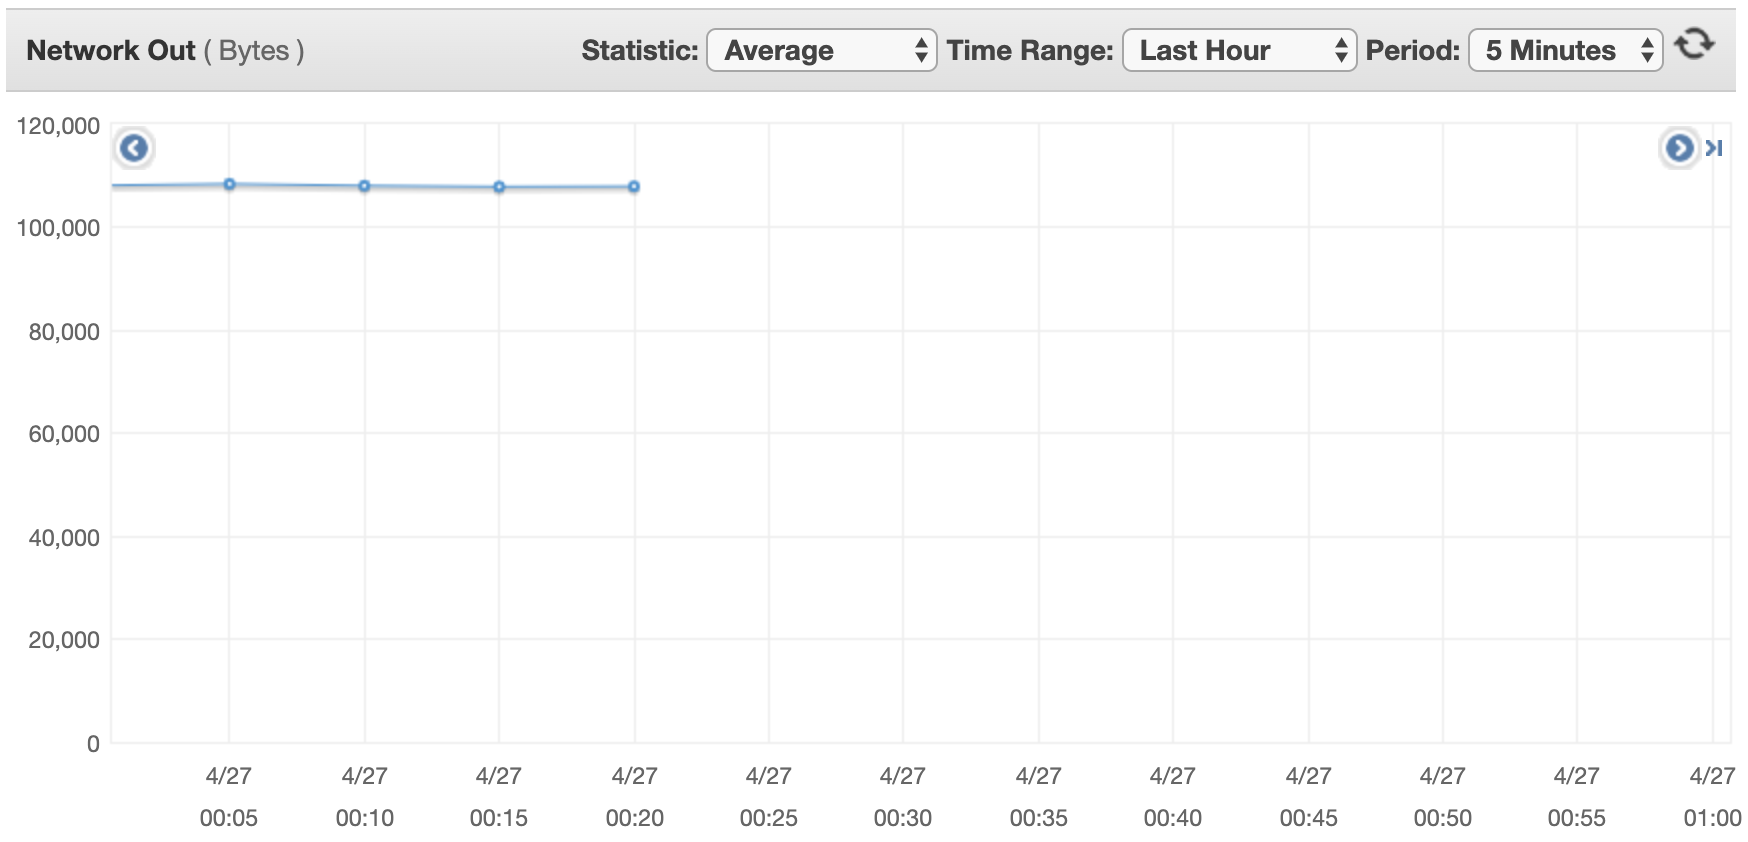 Network Out ( Bytes ) Statistic: Average Time Range: Last Hour Period: 5 Minutes
120,000
100,000
80,000
60,000
40,000
20,000
0
4/27 4/27 4/27 4/27 4/27 4/27 4/27 4/27 4/27 4/27 4/27 4/27
00:05 00:10 00:15 00:20 00:25 00:30 00:35 00:40 00:45 00:50 00:55 01:00